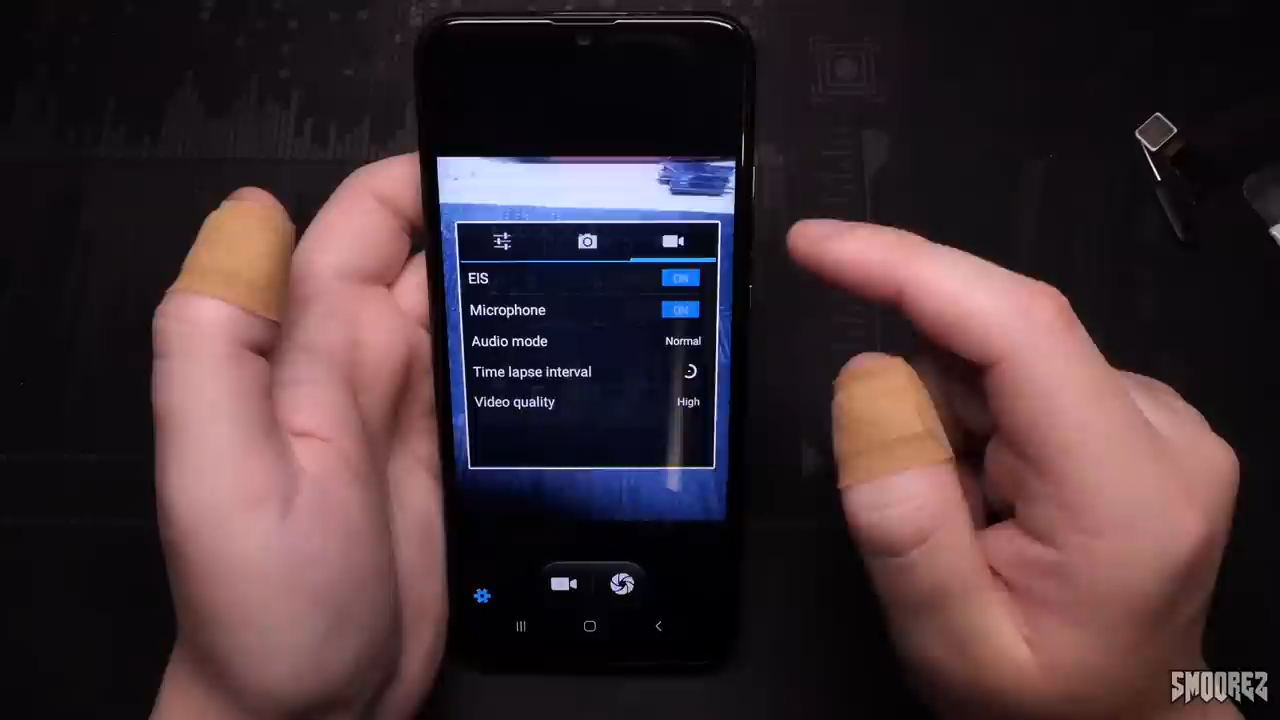 EIS ON
Microphone ON
Audio mode Normal
Time lapse interval
Video quality High
SMOOREZ